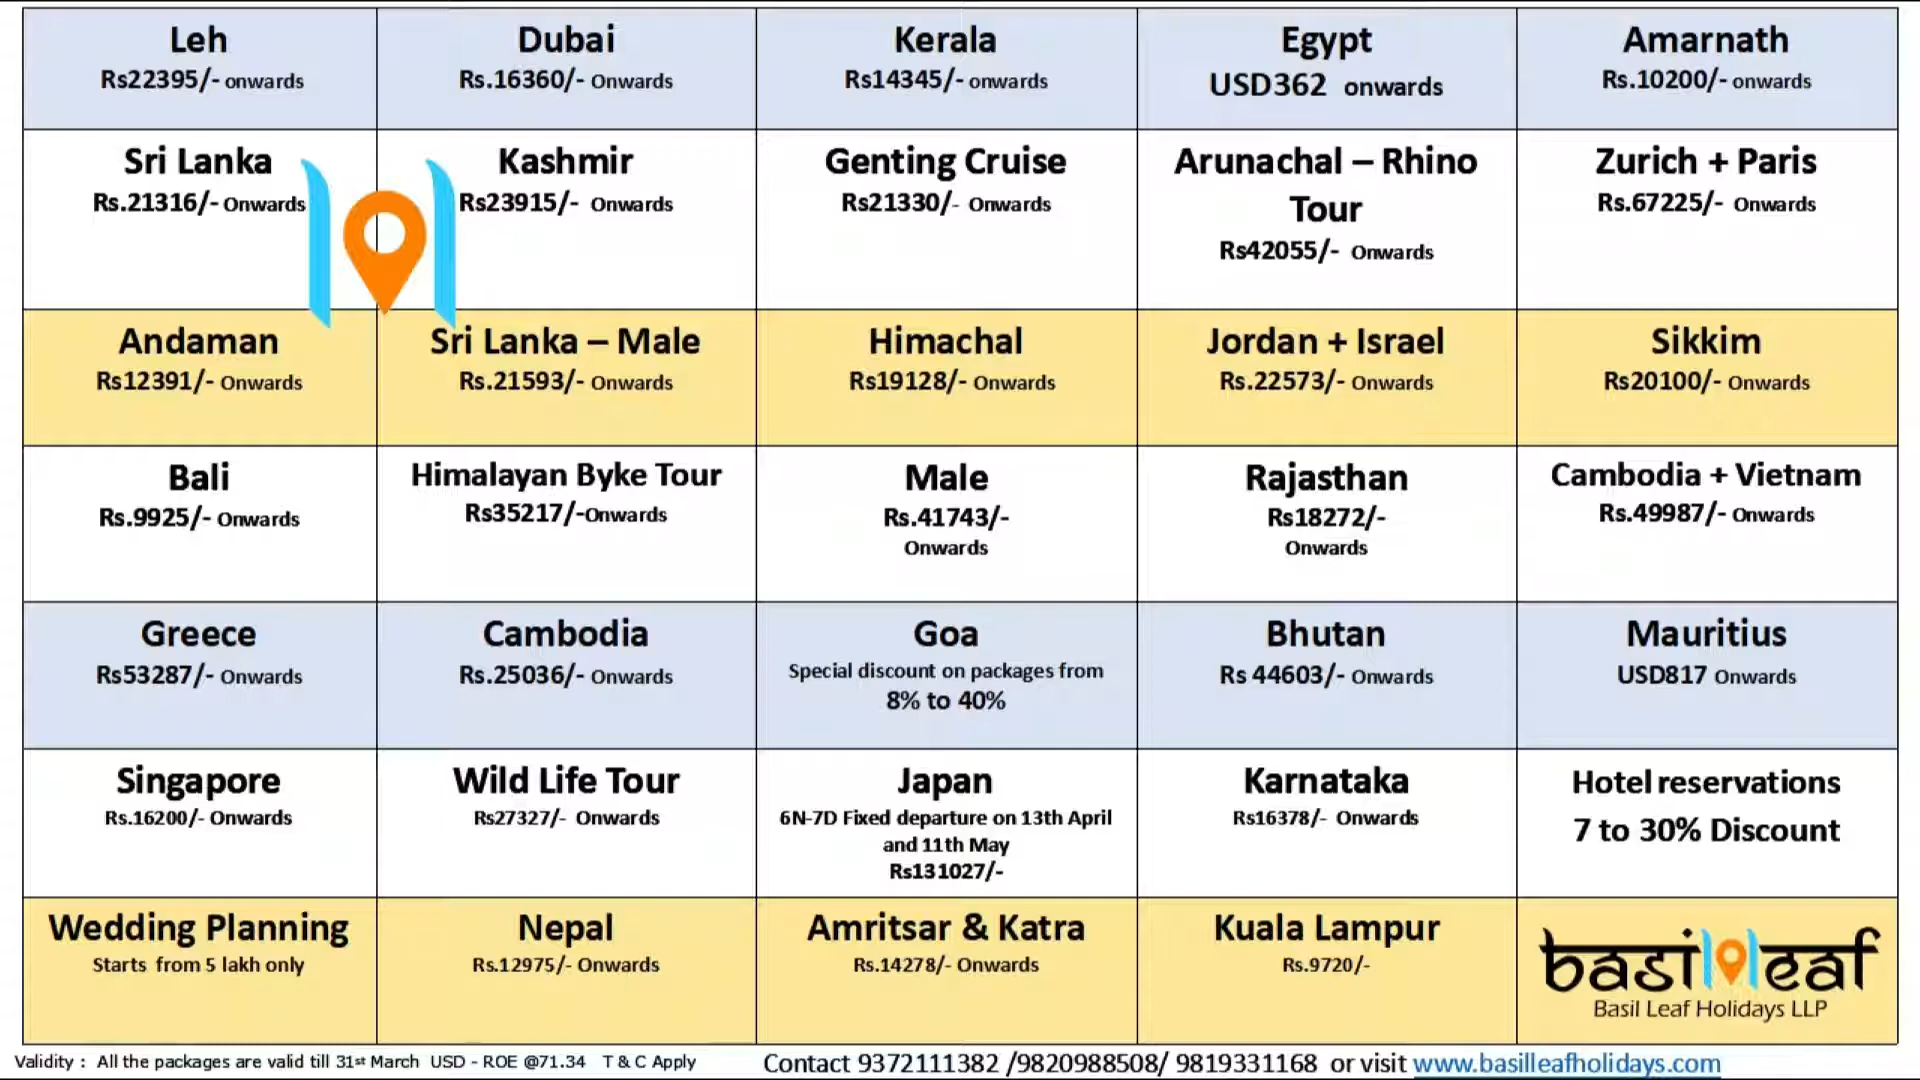 Leh
Rs22395/- onwards
Dubai
Rs.16360/- Onwards
Kerala
Rs14345/- onwards
Egypt
USD362 onwards
Amarnath
Rs.10200/- onwards
Sri Lanka
Rs.21316/- Onwards
Kashmir
Rs23915/- Onwards
Genting Cruise
Rs21330/- Onwards
Arunachal – Rhino
Tour
Rs42055/- Onwards
Zurich + Paris
Rs.67225/- Onwards
Andaman
Rs12391/- Onwards
Sri Lanka – Male
Rs.21593/- Onwards
Himachal
Rs19128/- Onwards
Jordan + Israel
Rs.22573/- Onwards
Sikkim
Rs20100/- Onwards
Bali
Rs.9925/- Onwards
Himalayan Byke Tour
Rs35217/-Onwards
Male
Rs.41743/-
Onwards
Rajasthan
Rs18272/-
Onwards
Cambodia + Vietnam
Rs.49987/- Onwards
Greece
Rs53287/- Onwards
Cambodia
Rs.25036/- Onwards
Goa
Special discount on packages from
8% to 40%
Bhutan
Rs 44603/- Onwards
Mauritius
USD817 Onwards
Singapore
Rs.16200/- Onwards
Wild Life Tour
Rs27327/- Onwards
Japan
6N-7D Fixed departure on 13th April
and 11th May
Rs131027/-
Karnataka
Rs16378/- Onwards
Hotel reservations
7 to 30% Discount
Wedding Planning
Starts from 5 lakh only
Nepal
Rs.12975/- Onwards
Amritsar & Katra
Rs.14278/- Onwards
Kuala Lampur
Rs.9720/-
basil leaf
Basil Leaf Holidays LLP
Validity : All the packages are valid till 31st March USD - ROE @71.34 T & C Apply
Contact 9372111382 /9820988508/ 9819331168 or visit www.basilleafholidays.com